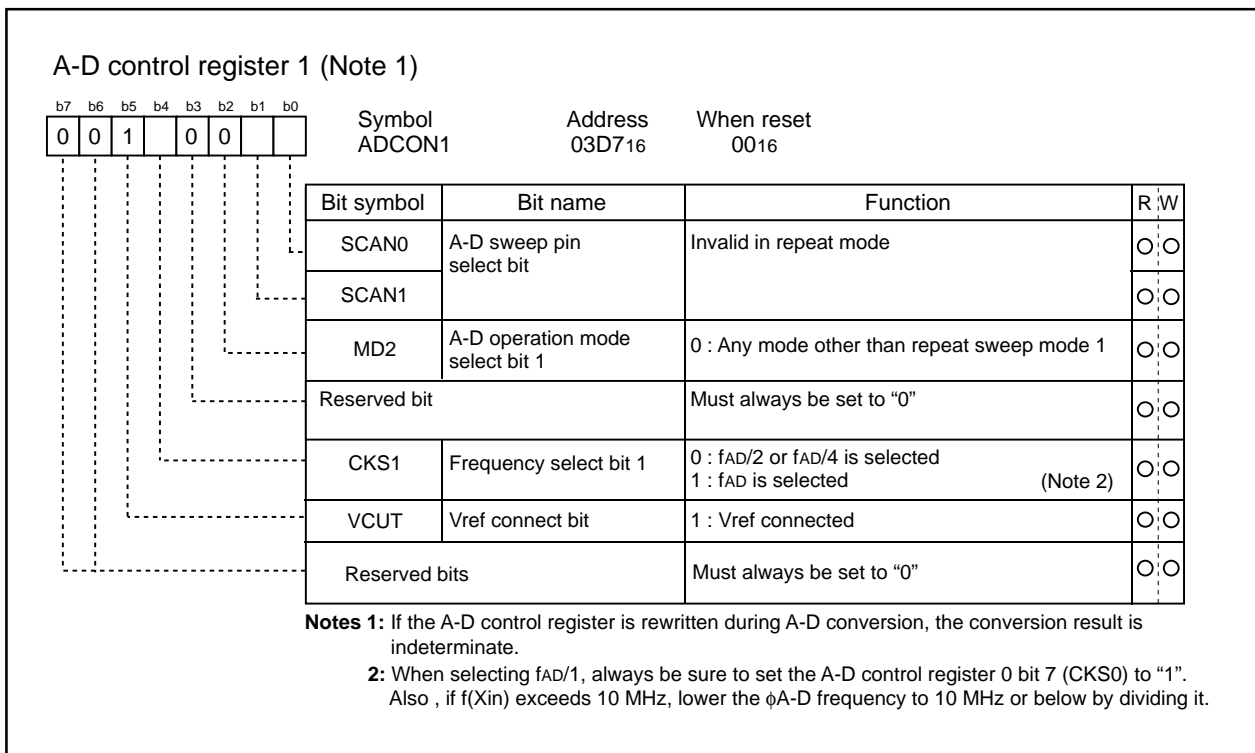 A-D control register 1 (Note 1)
b7 b6 b5 b4 b3 b2 b1 b0
0 0 1 0 0
Symbol Address When reset
ADCON1 03D716 0016
Bit symbol Bit name Function R W
SCAN0 A-D sweep pin select bit Invalid in repeat mode
SCAN1
MD2 A-D operation mode select bit 1 0 : Any mode other than repeat sweep mode 1
Reserved bit Must always be set to “0”
CKS1 Frequency select bit 1 0 : fAD/2 or fAD/4 is selected
1 : fAD is selected (Note 2)
VCUT Vref connect bit 1 : Vref connected
Reserved bits Must always be set to “0”
Notes 1: If the A-D control register is rewritten during A-D conversion, the conversion result is
indeterminate.
2: When selecting fAD/1, always be sure to set the A-D control register 0 bit 7 (CKS0) to “1”.
Also , if f(Xin) exceeds 10 MHz, lower the ϕA-D frequency to 10 MHz or below by dividing it.